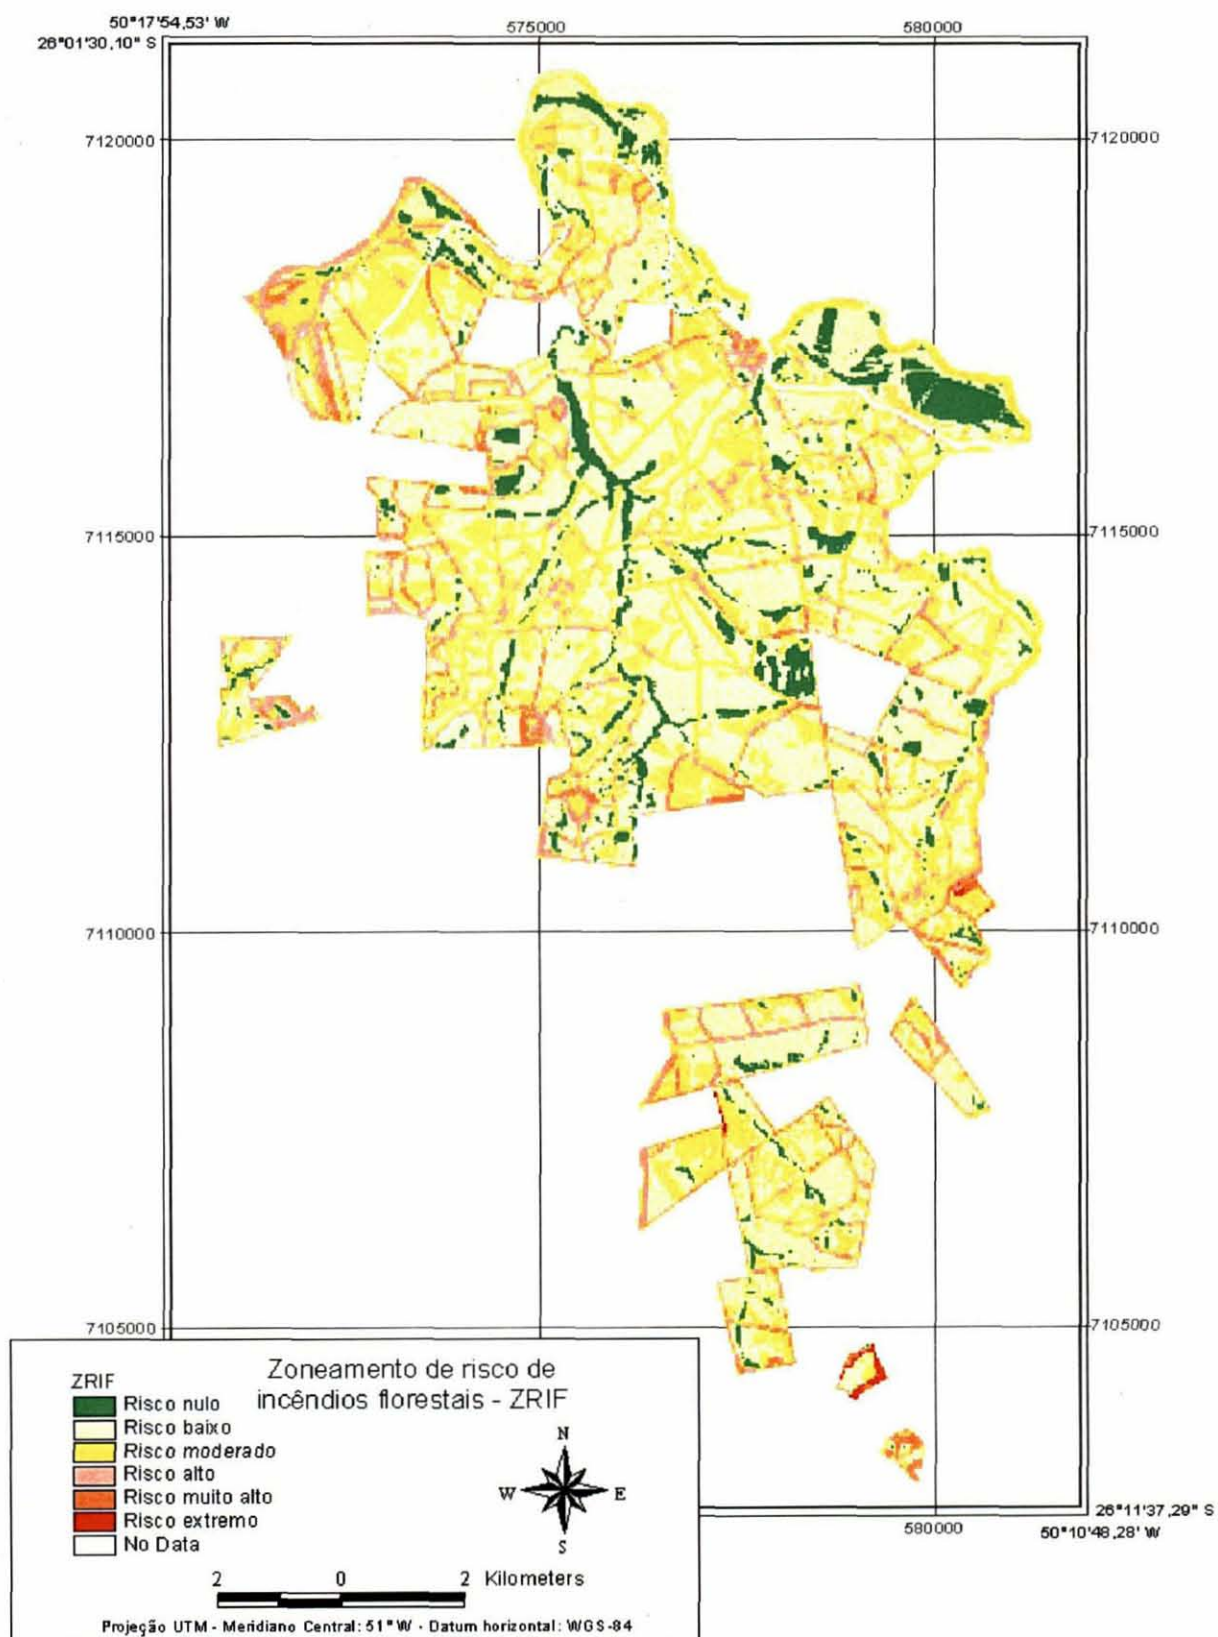 50°17'54,53" W
26°01'30,10" S
575000
580000
7120000
7120000
7115000
7115000
7110000
7110000
7105000
7105000
Zoneamento de risco de
incêndios florestais - ZRIF
ZRIF
Risco nulo
Risco baixo
Risco moderado
Risco alto
Risco muito alto
Risco extremo
No Data
N
W
E
S
2 0 2 Kilometers
Projeção UTM - Meridiano Central: 51° W - Datum horizontal: WGS-84
580000
26°11'37,29" S
50°10'48,28' W